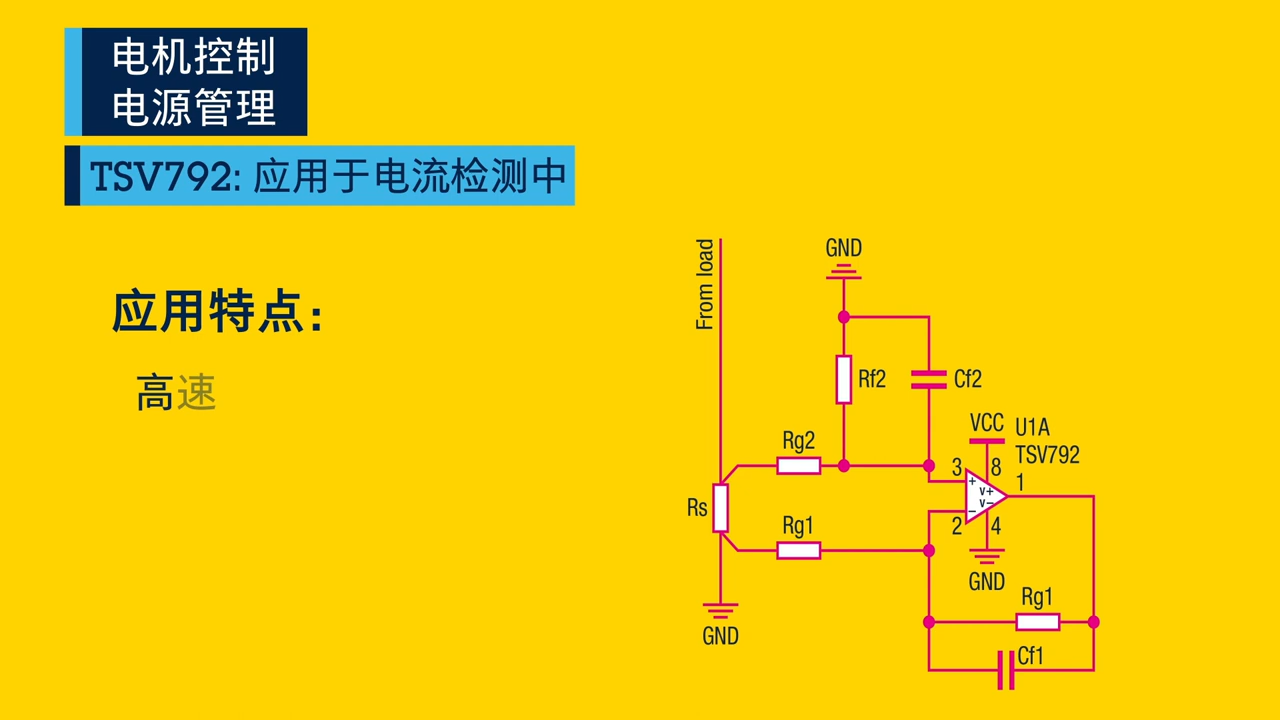 电机控制
电源管理
TSV792: 应用于电流检测中
应用特点：
高速
From load
GND
Rf2
Cf2
Rg2
VCC
U1A
TSV792
3
8
1
+
V+
V−
−
2
4
Rs
Rg1
GND
Rg1
GND
Cf1